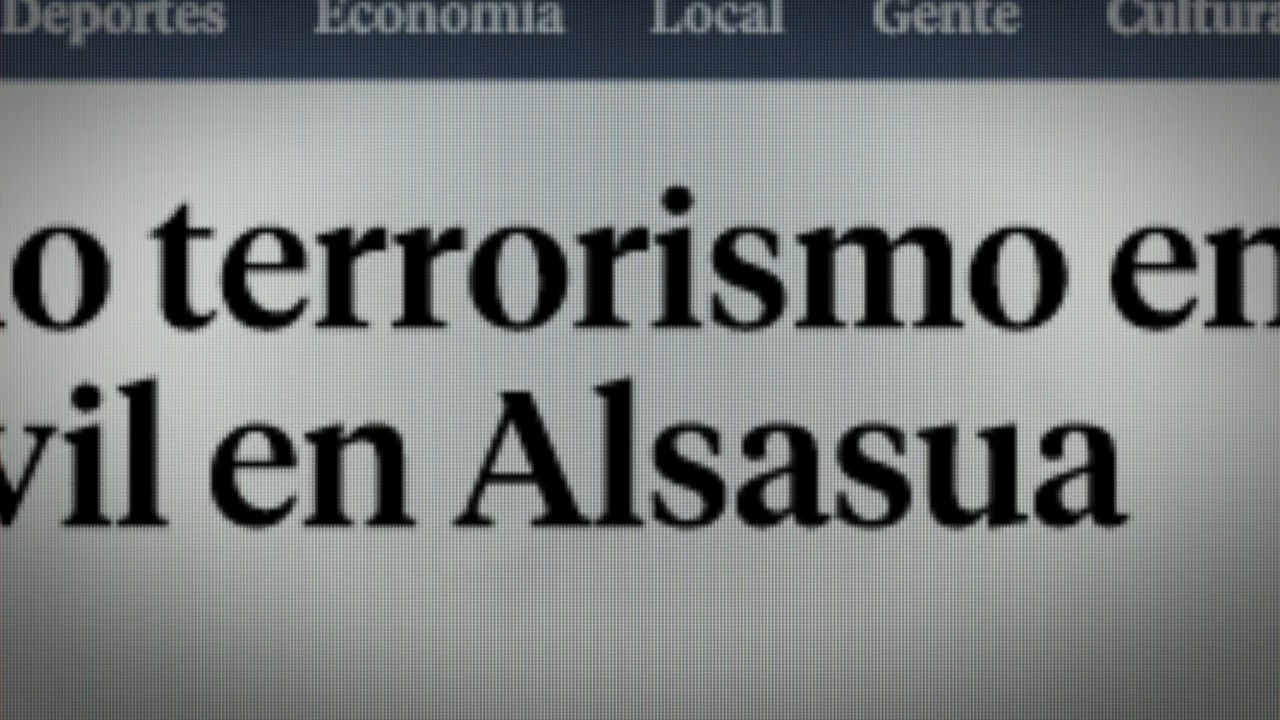 Deportes Economía Local Gente Cultura
o terrorismo en
vil en Alsasua